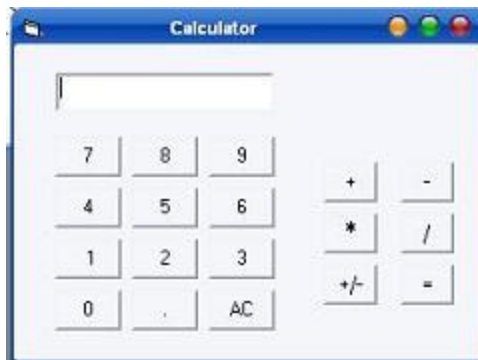 Calculator
7 8 9
+ -
4 5 6
* /
1 2 3
+/- =
0 . AC